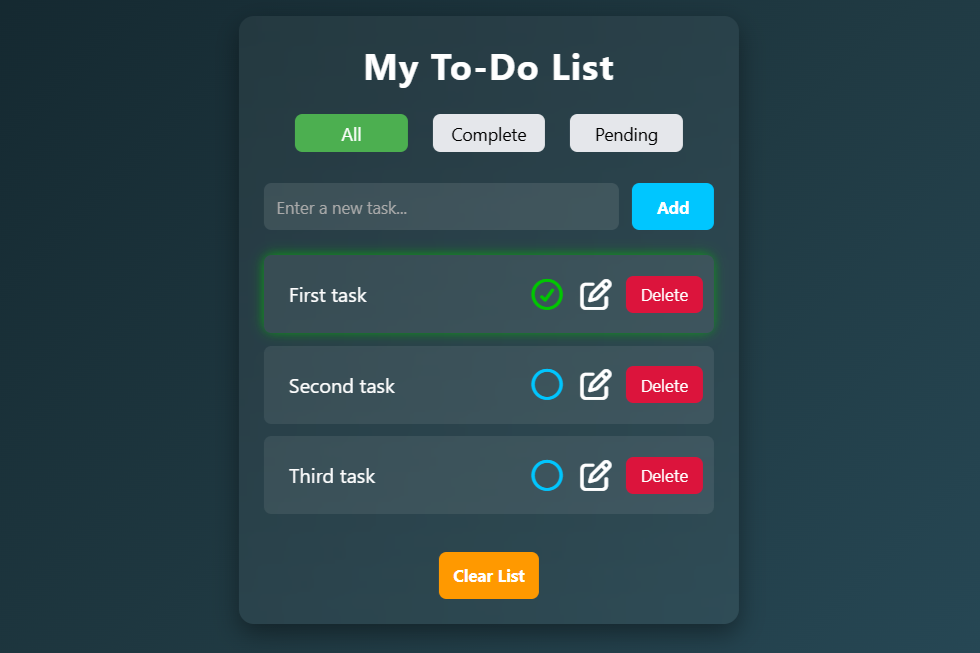 My To-Do List
All Complete Pending
Enter a new task... Add
First task Delete
Second task Delete
Third task Delete
Clear List